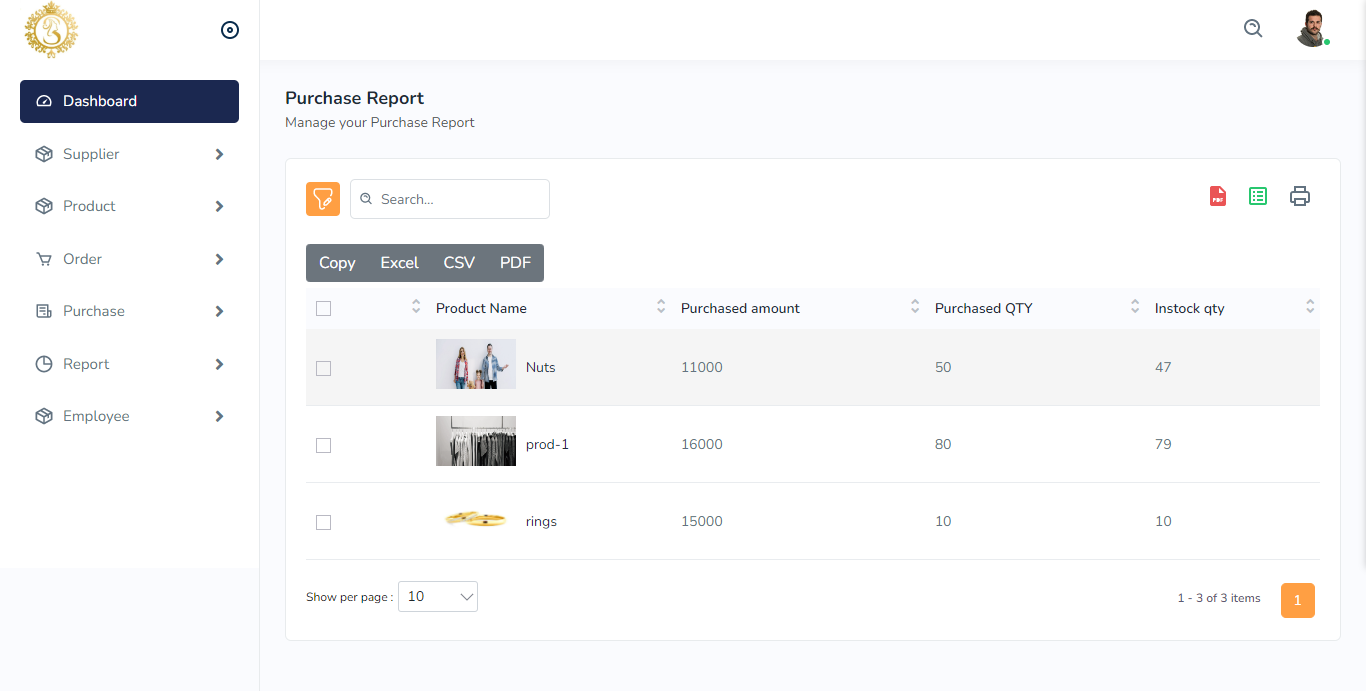 Dashboard
Supplier
Product
Order
Purchase
Report
Employee
Purchase Report
Manage your Purchase Report
Search...
PDF
Copy Excel CSV PDF
Product Name Purchased amount Purchased QTY Instock qty
Nuts 11000 50 47
prod-1 16000 80 79
rings 15000 10 10
Show per page : 10 1 - 3 of 3 items 1